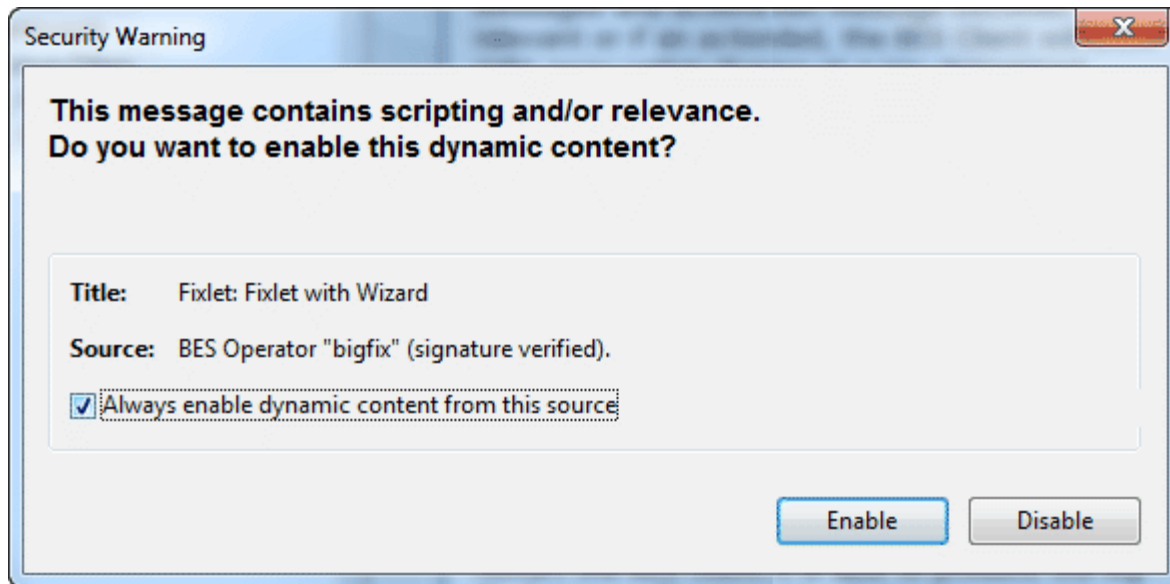 Security Warning
This message contains scripting and/or relevance.
Do you want to enable this dynamic content?
Title: Fixlet: Fixlet with Wizard
Source: BES Operator "bigfix" (signature verified).
Always enable dynamic content from this source
Enable Disable